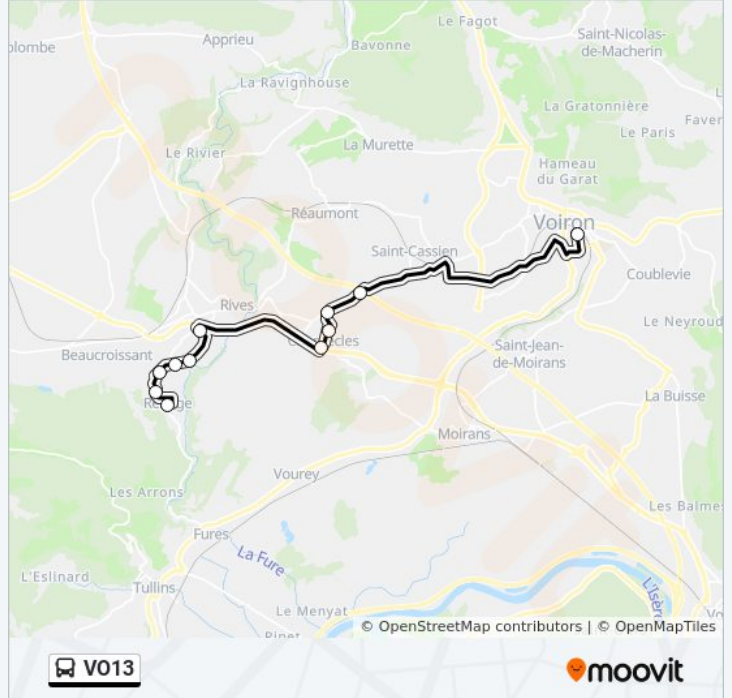 Le Fagot
Apprieu
Bavonne
Saint-Nicolas-
de-Macherin
La Ravignhouse
La Gratonnière
Le Paris
La Murette
Le Rivier
Hameau
du Garat
Réaumont
Voiron
Saint-Cassien
Coublevie
Rives
Le Neyroud
Beaucroissant
Saint-Jean-
de-Moirans
La Buisse
Moirans
Vourey
Les Arrons
Les Balmes
Fures
La Fure
L'Eslinard
Tullins
L'Isère
Le Menyat
© OpenStreetMap contributors | © OpenMapTiles
VO13
moovit